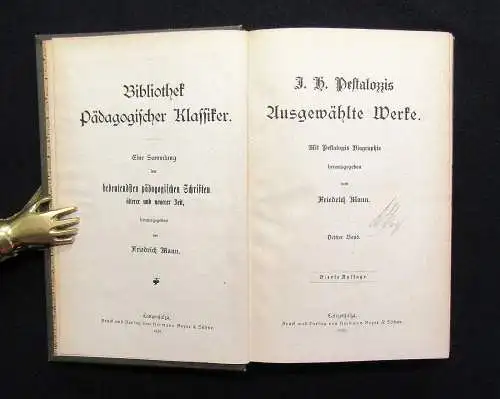 Bibliothek
Pädagogischer Klassiker.
Eine Sammlung
der
bedeutendsten pädagogischen Schriften
älterer und neuerer Zeit,
herausgegeben
von
Friedrich Mann.
Langensalza,
Druck und Verlag von Hermann Beyer & Söhne.
J. H. Pestalozzis
Ausgewählte Werke.
Mit Pestalozzis Biographie
herausgegeben
von
Friedrich Mann.
Dritter Band.
Vierte Auflage.
Langensalza,
Druck und Verlag von Hermann Beyer & Söhne.